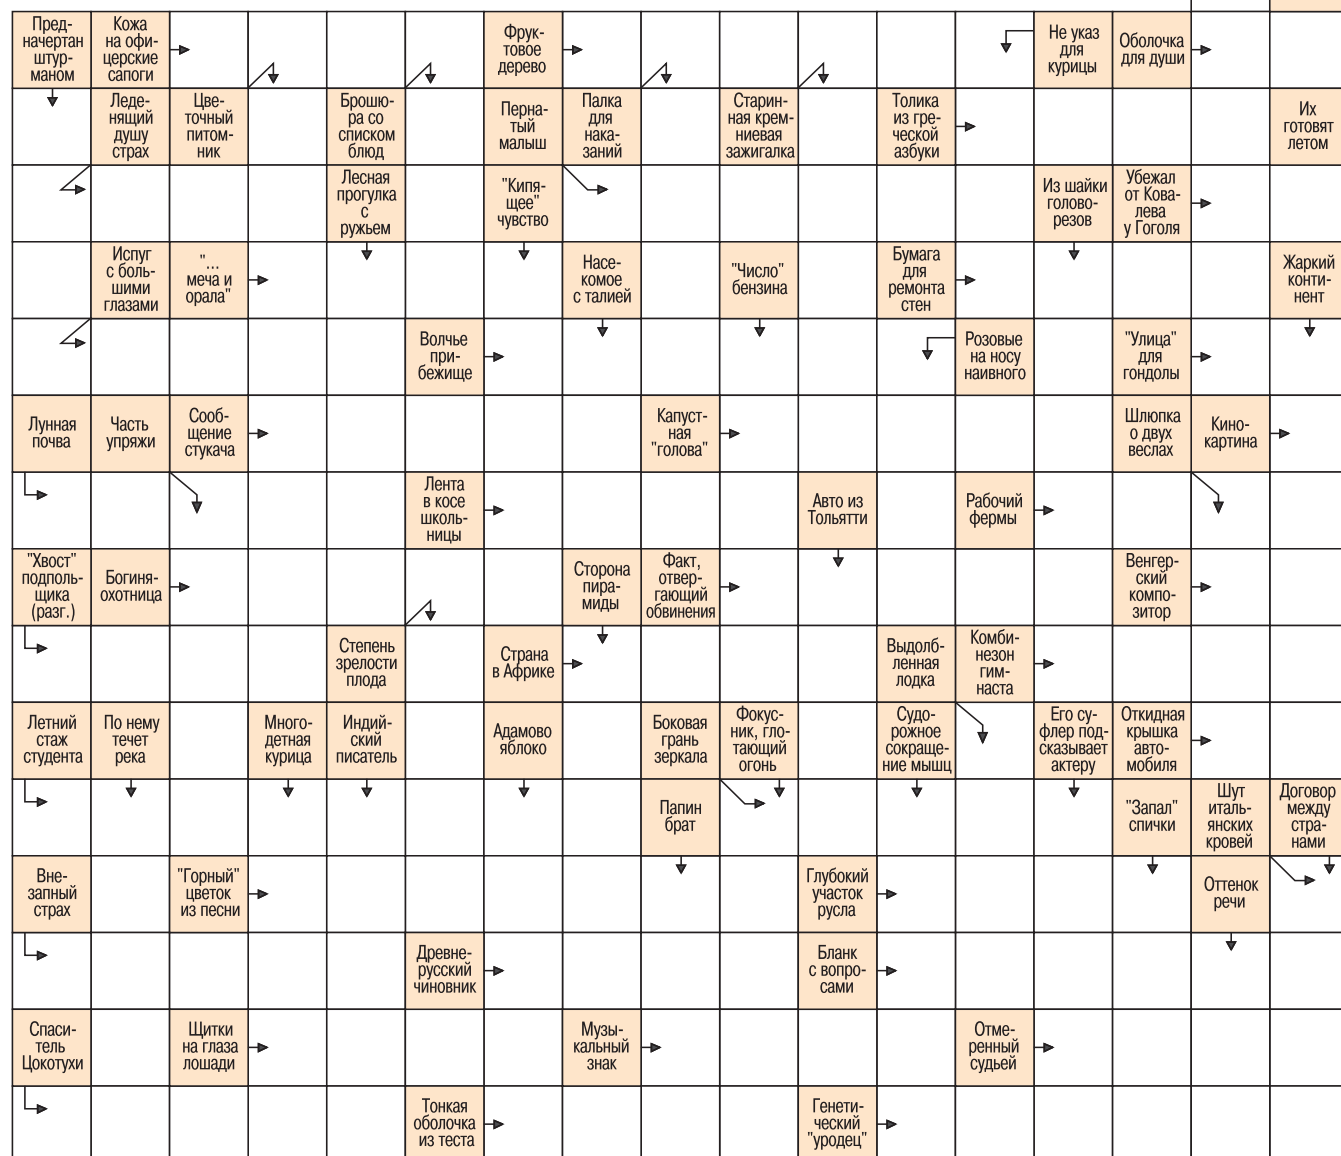 Пред-
начертан
штур-
маном
Кожа
на офи-
церские
сапоги
Фрук-
товое
дерево
Не указ
для
курицы
Оболочка
для души
Леде-
нящий
душу
страх
Цве-
точный
питом-
ник
Брошю-
ра со
списком
блюд
Перна-
тый
малыш
Палка
для
нака-
заний
Старин-
ная крем-
ниевая
зажигалка
Толика
из гре-
ческой
азбуки
Их
готовят
летом
Лесная
прогулка
с
ружьем
"Кипя-
щее"
чувство
Из шайки
голово-
резов
Убежал
от Кова-
лева
у Гоголя
Испуг
с боль-
шими
глазами
"...
меча и
орала"
Насе-
комое
с талией
"Число"
бензина
Бумага
для
ремонта
стен
Жаркий
конти-
нент
Волчье
при-
бежище
Розовые
на носу
наивного
"Улица"
для
гондолы
Лунная
почва
Часть
упряжи
Сооб-
щение
стукача
Капуст-
ная
"голова"
Шлюпка
о двух
веслах
Кино-
картина
Лента
в косе
школь-
ницы
Авто из
Тольятти
Рабочий
фермы
"Хвост"
подполь-
щика
(разг.)
Богиня-
охотница
Сторона
пира-
миды
Факт,
отвер-
гающий
обвинения
Венгер-
ский
компо-
зитор
Степень
зрелости
плода
Страна
в Африке
Выдолб-
ленная
лодка
Комби-
незон
гим-
наста
Летний
стаж
студента
По нему
течет
река
Много-
детная
курица
Индий-
ский
писатель
Адамово
яблоко
Боковая
грань
зеркала
Фокус-
ник, гло-
тающий
огонь
Судо-
рожное
сокраще-
ние мышц
Его су-
флер под-
сказывает
актеру
Откидная
крышка
авто-
мобиля
Папин
брат
"Запал"
спички
Шут
италь-
янских
кровей
Договор
между
стра-
нами
Вне-
запный
страх
"Горный"
цветок
из песни
Глубокий
участок
русла
Оттенок
речи
Древне-
русский
чиновник
Бланк
с вопро-
сами
Спаси-
тель
Цокотухи
Щитки
на глаза
лошади
Музы-
кальный
знак
Отме-
ренный
судьей
Тонкая
оболочка
из теста
Генети-
ческий
"уродец"